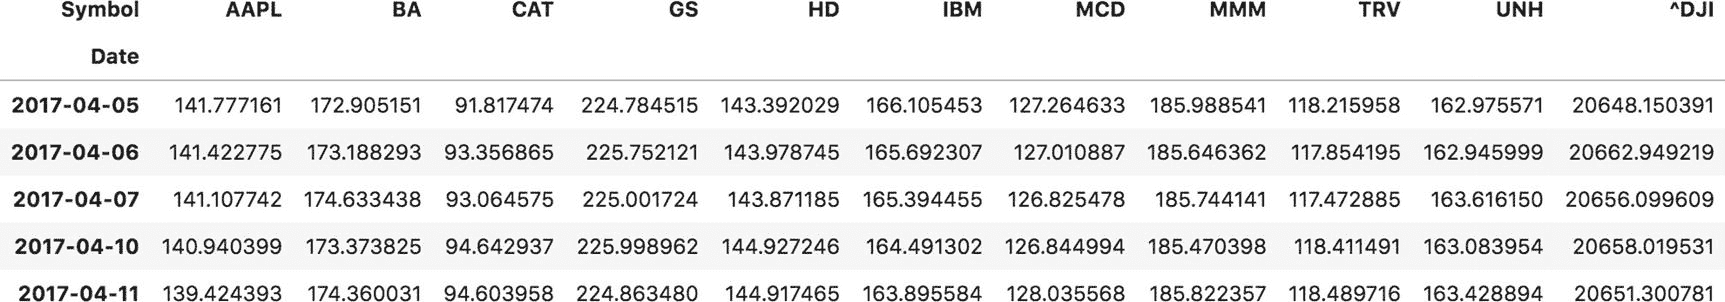 Symbol AAPL BA CAT GS HD IBM MCD MMM TRV UNH ^DJI
Date
2017-04-05 141.777161 172.905151 91.817474 224.784515 143.392029 166.105453 127.264633 185.988541 118.215958 162.975571 20648.150391
2017-04-06 141.422775 173.188293 93.356865 225.752121 143.978745 165.692307 127.010887 185.646362 117.854195 162.945999 20662.949219
2017-04-07 141.107742 174.633438 93.064575 225.001724 143.871185 165.394455 126.825478 185.744141 117.472885 163.616150 20656.099609
2017-04-10 140.940399 173.373825 94.642937 225.998962 144.927246 164.491302 126.844994 185.470398 118.411491 163.083954 20658.019531
2017-04-11 139.424393 174.360031 94.603958 224.863480 144.917465 163.895584 128.035568 185.822357 118.489716 163.428894 20651.300781